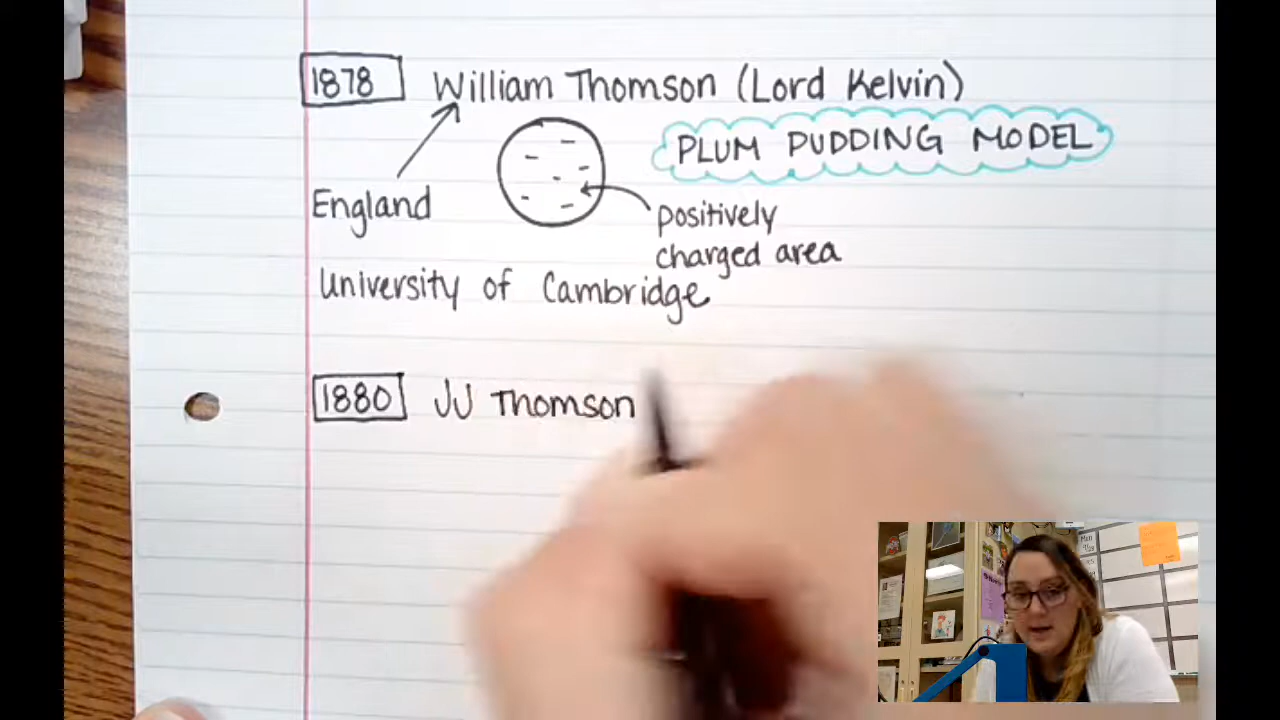 1878 William Thomson (Lord Kelvin)
PLUM PUDDING MODEL
England
positively
charged area
University of Cambridge
1880 JJ Thomson